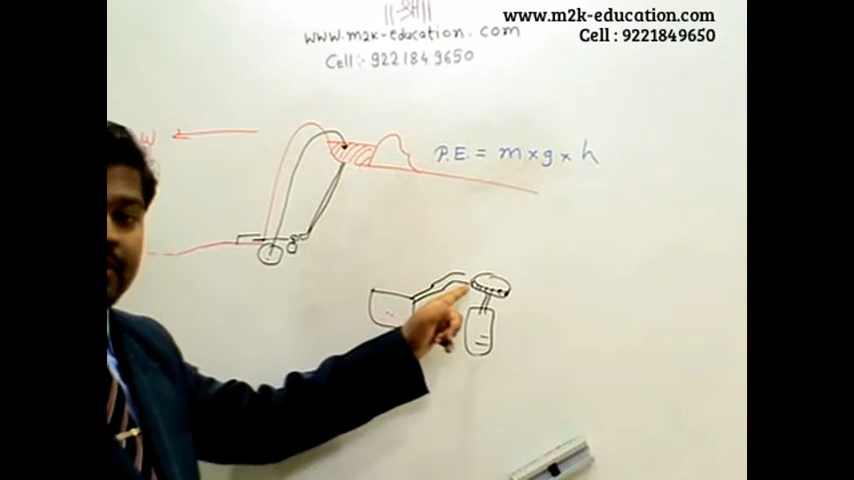 ||श्री||
www.m2k-education.com
Cell : 9221849650
www.m2k-education.com
Cell :- 9221849650
W
P.E. = m x g x h